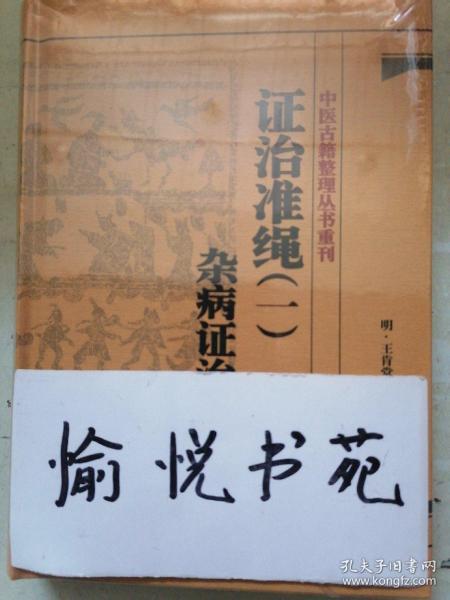 中医古籍整理丛书重刊
证治准绳（一）
杂病证治
明·王肯堂
愉悦书苑
孔夫子旧书网
www.kongfz.com